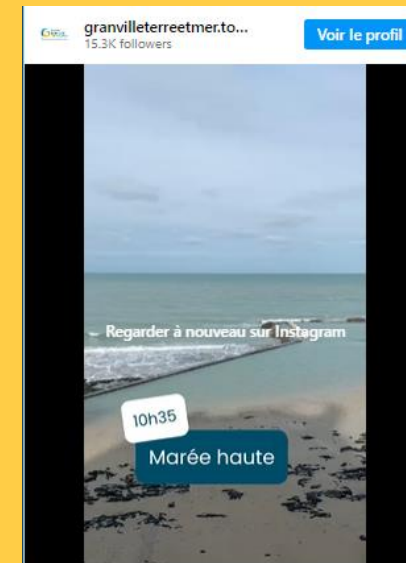 granvilleterreetmer.to...
15.3K followers
Voir le profil
Regarder à nouveau sur Instagram
10h35
Marée haute